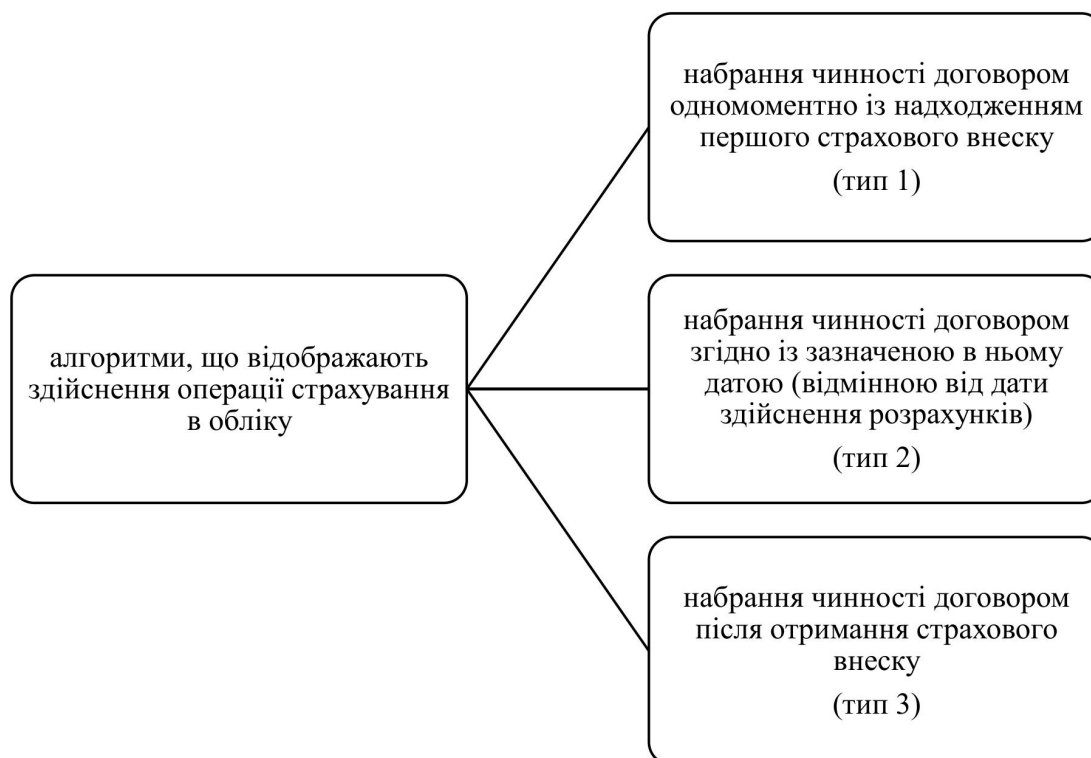 набрання чинності договором
одномоментно із надходженням
першого страхового внеску
(тип 1)
алгоритми, що відображають
здійснення операції страхування
в обліку
набрання чинності договором
згідно із зазначеною в ньому
датою (відмінною від дати
здійснення розрахунків)
(тип 2)
набрання чинності договором
після отримання страхового
внеску
(тип 3)